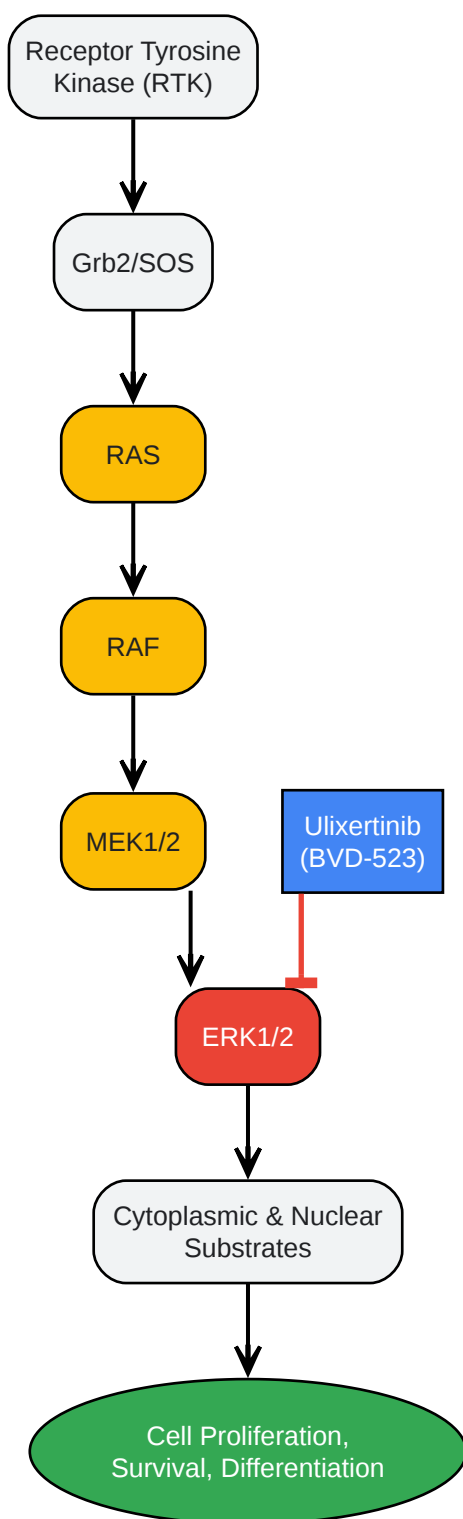 Receptor Tyrosine
Kinase (RTK)
Grb2/SOS
RAS
RAF
MEK1/2
Ulixertinib
(BVD-523)
ERK1/2
Cytoplasmic & Nuclear
Substrates
Cell Proliferation,
Survival, Differentiation